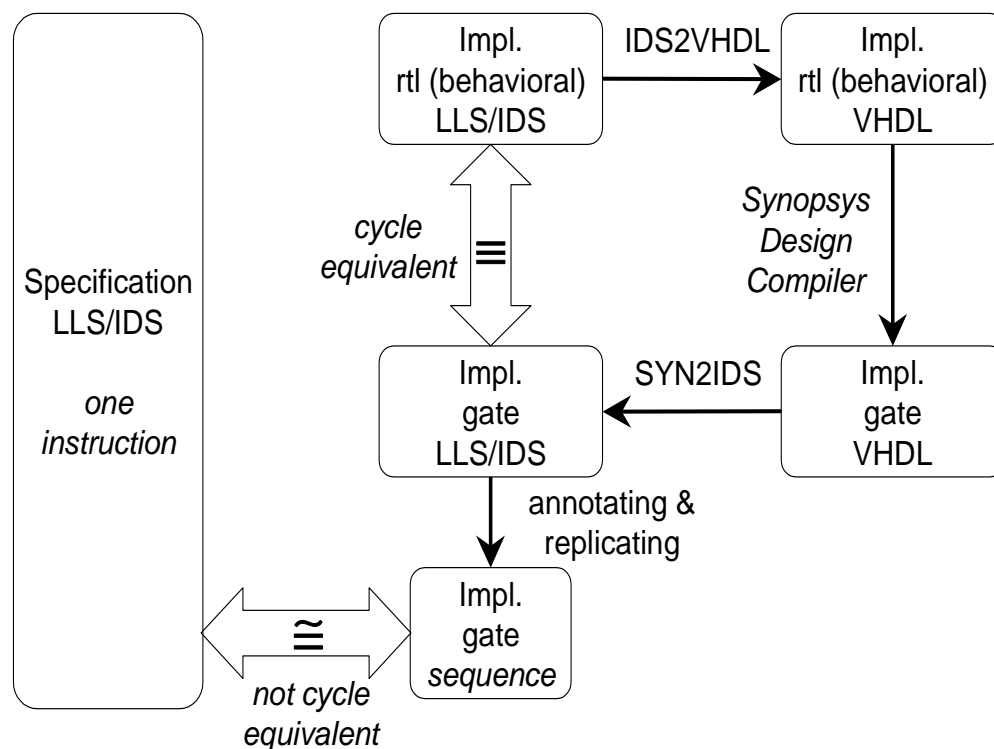 Specification
LLS/IDS
one
instruction
Impl.
rtl (behavioral)
LLS/IDS
IDS2VHDL
Impl.
rtl (behavioral)
VHDL
cycle
equivalent
≡
Synopsys
Design
Compiler
Impl.
gate
LLS/IDS
SYN2IDS
Impl.
gate
VHDL
annotating &
replicating
Impl.
gate
sequence
≅
not cycle
equivalent